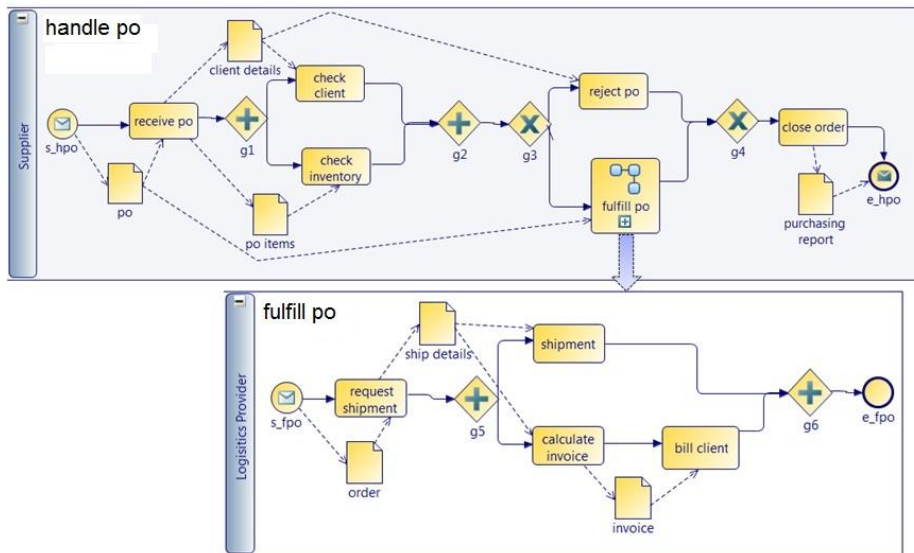 handle po
Supplier
s_hpo
po
receive po
client details
g1
check
client
check
inventory
po items
g2
g3
reject po
fulfill po
g4
close order
purchasing
report
e_hpo
fulfill po
Logisitics Provider
s_fpo
order
request
shipment
ship details
g5
shipment
calculate
invoice
invoice
bill client
g6
e_fpo